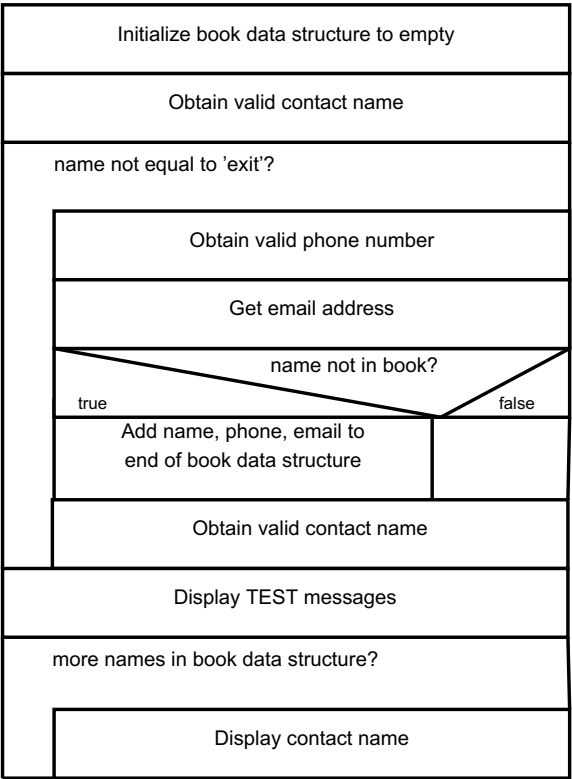 Initialize book data structure to empty
Obtain valid contact name
name not equal to ’exit’?
Obtain valid phone number
Get email address
name not in book?
true
false
Add name, phone, email to
end of book data structure
Obtain valid contact name
Display TEST messages
more names in book data structure?
Display contact name